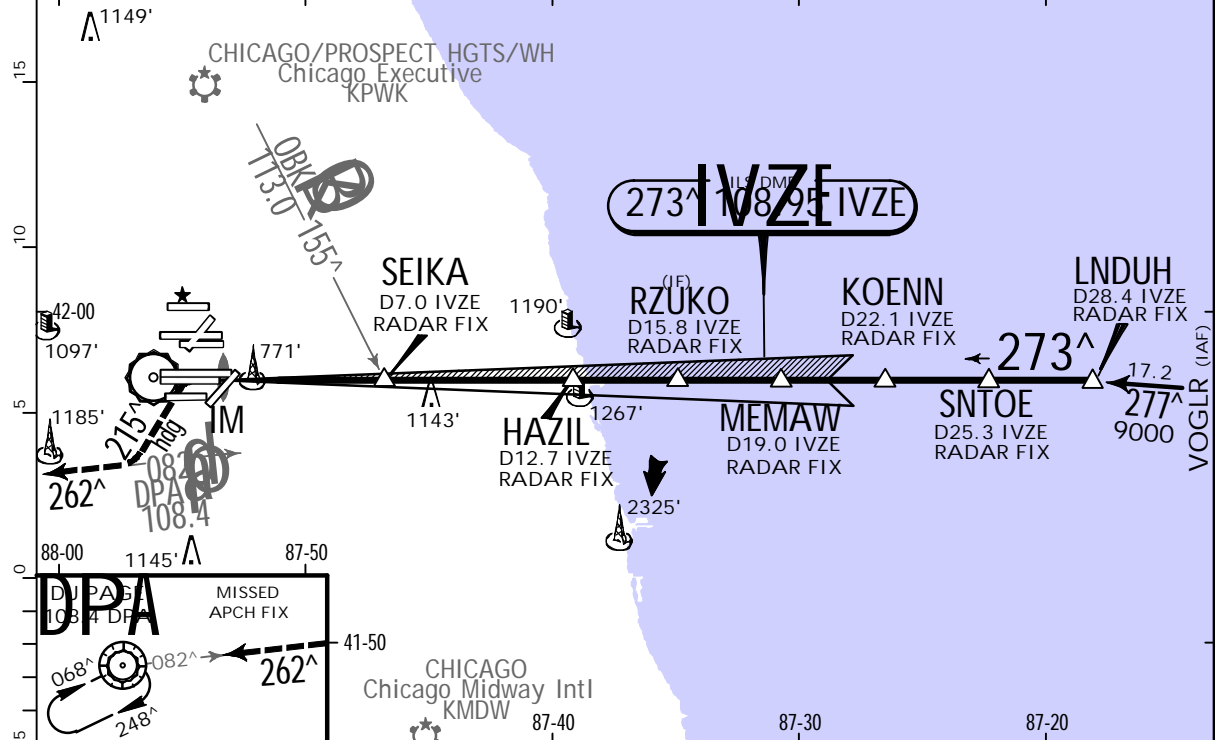 1149'
CHICAGO/PROSPECT HGTS/WH
Chicago Executive
KPWK
15
OBK
113.0
155^
ILS DME
IVZE
273^ 108.95 IVZE
10
SEIKA
D7.0 IVZE
RADAR FIX
1190'
(IF)
RZUKO
D15.8 IVZE
RADAR FIX
KOENN
D22.1 IVZE
RADAR FIX
LNDUH
D28.4 IVZE
RADAR FIX
42-00
1097'
771'
273^
17.2
277^
9000
VOGLR (IAF)
5
1185'
215^
hdg
IM
1143'
1267'
HAZIL
D12.7 IVZE
RADAR FIX
MEMAW
D19.0 IVZE
RADAR FIX
SNTOE
D25.3 IVZE
RADAR FIX
262^
082^
DPA
108.4
2325'
1145'
88-00
87-50
0
DPA
DUPAGE
108.4 DPA
MISSED
APCH FIX
41-50
068^
082^
262^
248^
CHICAGO
Chicago Midway Intl
KMDW
87-40
87-30
87-20
5